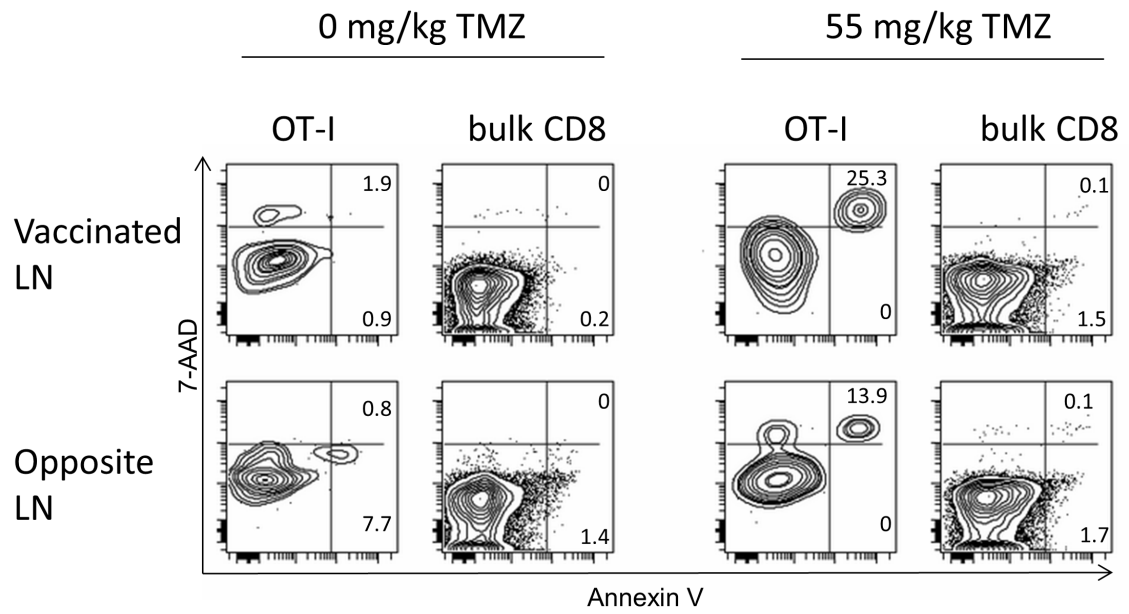 0 mg/kg TMZ
55 mg/kg TMZ
OT-I
bulk CD8
OT-I
bulk CD8
Vaccinated
LN
1.9
0.9
0
0.2
25.3
0
0.1
1.5
7-AAD
Opposite
LN
0.8
7.7
0
1.4
13.9
0
0.1
1.7
Annexin V